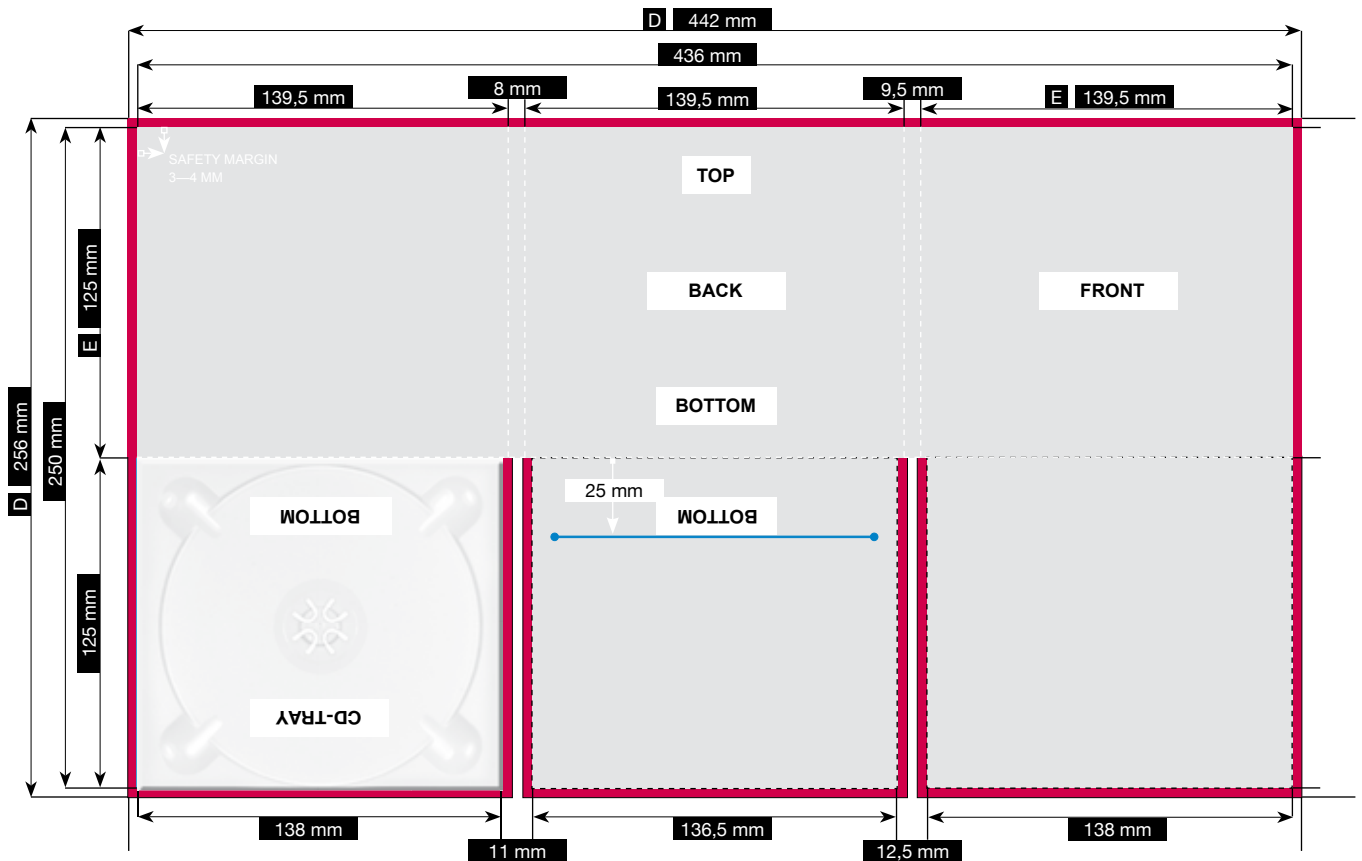 D 442 mm
436 mm
139,5 mm
8 mm
139,5 mm
9,5 mm
E 139,5 mm
SAFETY MARGIN
3—4 MM
TOP
BACK
FRONT
BOTTOM
E 125 mm
D 256 mm
250 mm
125 mm
BOTTOM
25 mm
BOTTOM
CD-TRAY
138 mm
11 mm
136,5 mm
12,5 mm
138 mm